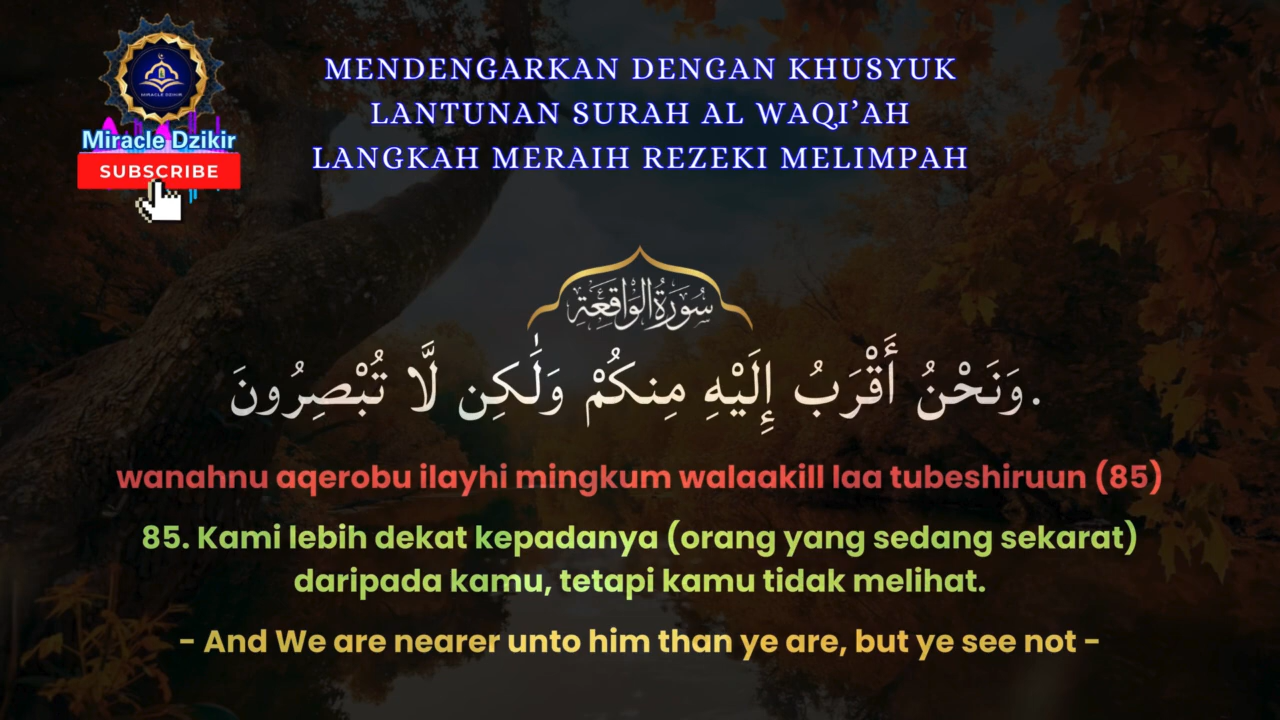 MIRACLE DZIKIR
Miracle Dzikir
SUBSCRIBE
MENDENGARKAN DENGAN KHUSYUK
LANTUNAN SURAH AL WAQI'AH
LANGKAH MERAIH REZEKI MELIMPAH
سُورَةُ الوَاقِعَةِ
وَنَحْنُ أَقْرَبُ إِلَيْهِ مِنكُمْ وَلَٰكِن لَّا تُبْصِرُونَ.
wanahnu aqerobu ilayhi mingkum walaakill laa tubeshiruun (85)
85. Kami lebih dekat kepadanya (orang yang sedang sekarat)
daripada kamu, tetapi kamu tidak melihat.
- And We are nearer unto him than ye are, but ye see not -